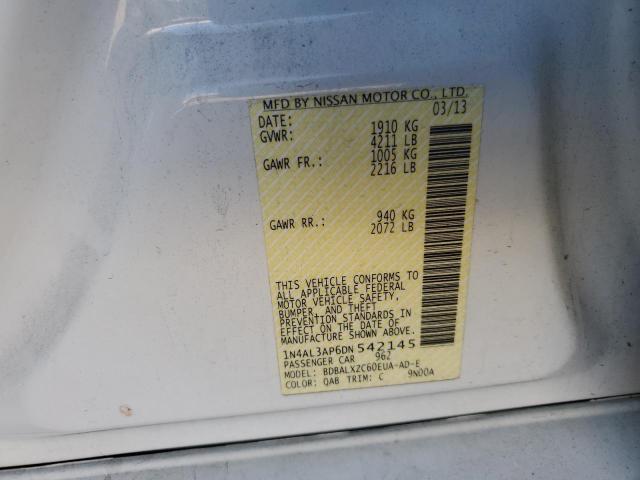 MFD BY NISSAN MOTOR CO., LTD.
DATE: 03/13
GVWR: 1910 KG
4211 LB
GAWR FR.: 1005 KG
2216 LB
GAWR RR.: 940 KG
2072 LB
THIS VEHICLE CONFORMS TO
ALL APPLICABLE FEDERAL
MOTOR VEHICLE SAFETY,
BUMPER, AND THEFT
PREVENTION STANDARDS IN
EFFECT ON THE DATE OF
MANUFACTURE SHOWN ABOVE.
1N4AL3AP6DN 542145
PASSENGER CAR 962
MODEL: BDBALXZC60EUA-AD-E
COLOR: QAB TRIM: C 9N00A